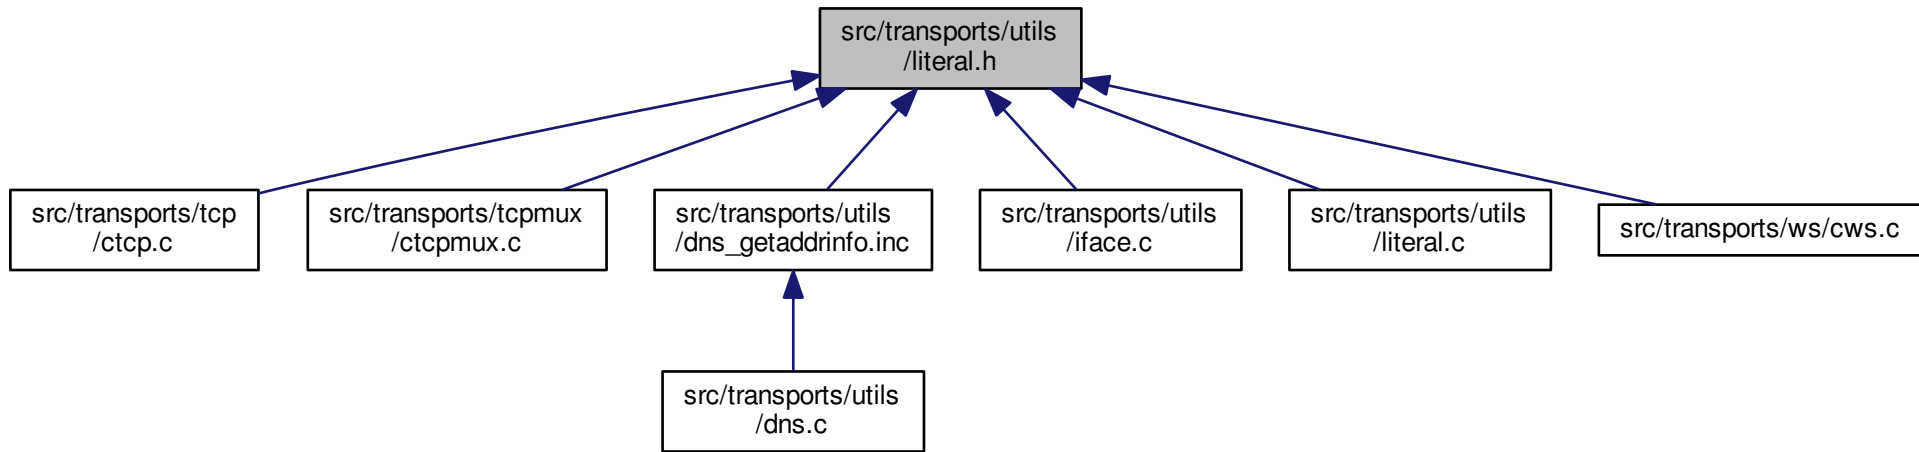 src/transports/utils
/literal.h
src/transports/tcp
/ctcp.c
src/transports/tcpmux
/ctcpmux.c
src/transports/utils
/dns_getaddrinfo.inc
src/transports/utils
/iface.c
src/transports/utils
/literal.c
src/transports/ws/cws.c
src/transports/utils
/dns.c